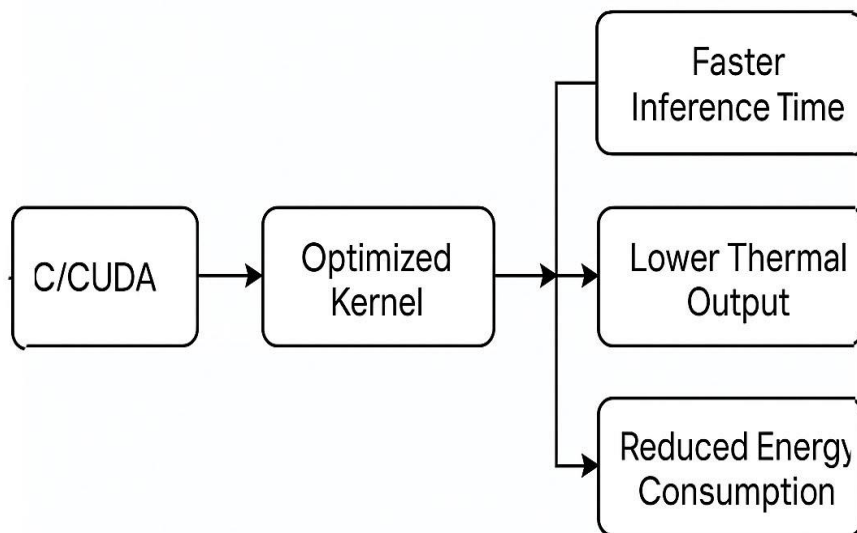 C/CUDA
Optimized
Kernel
Faster
Inference Time
Lower Thermal
Output
Reduced Energy
Consumption